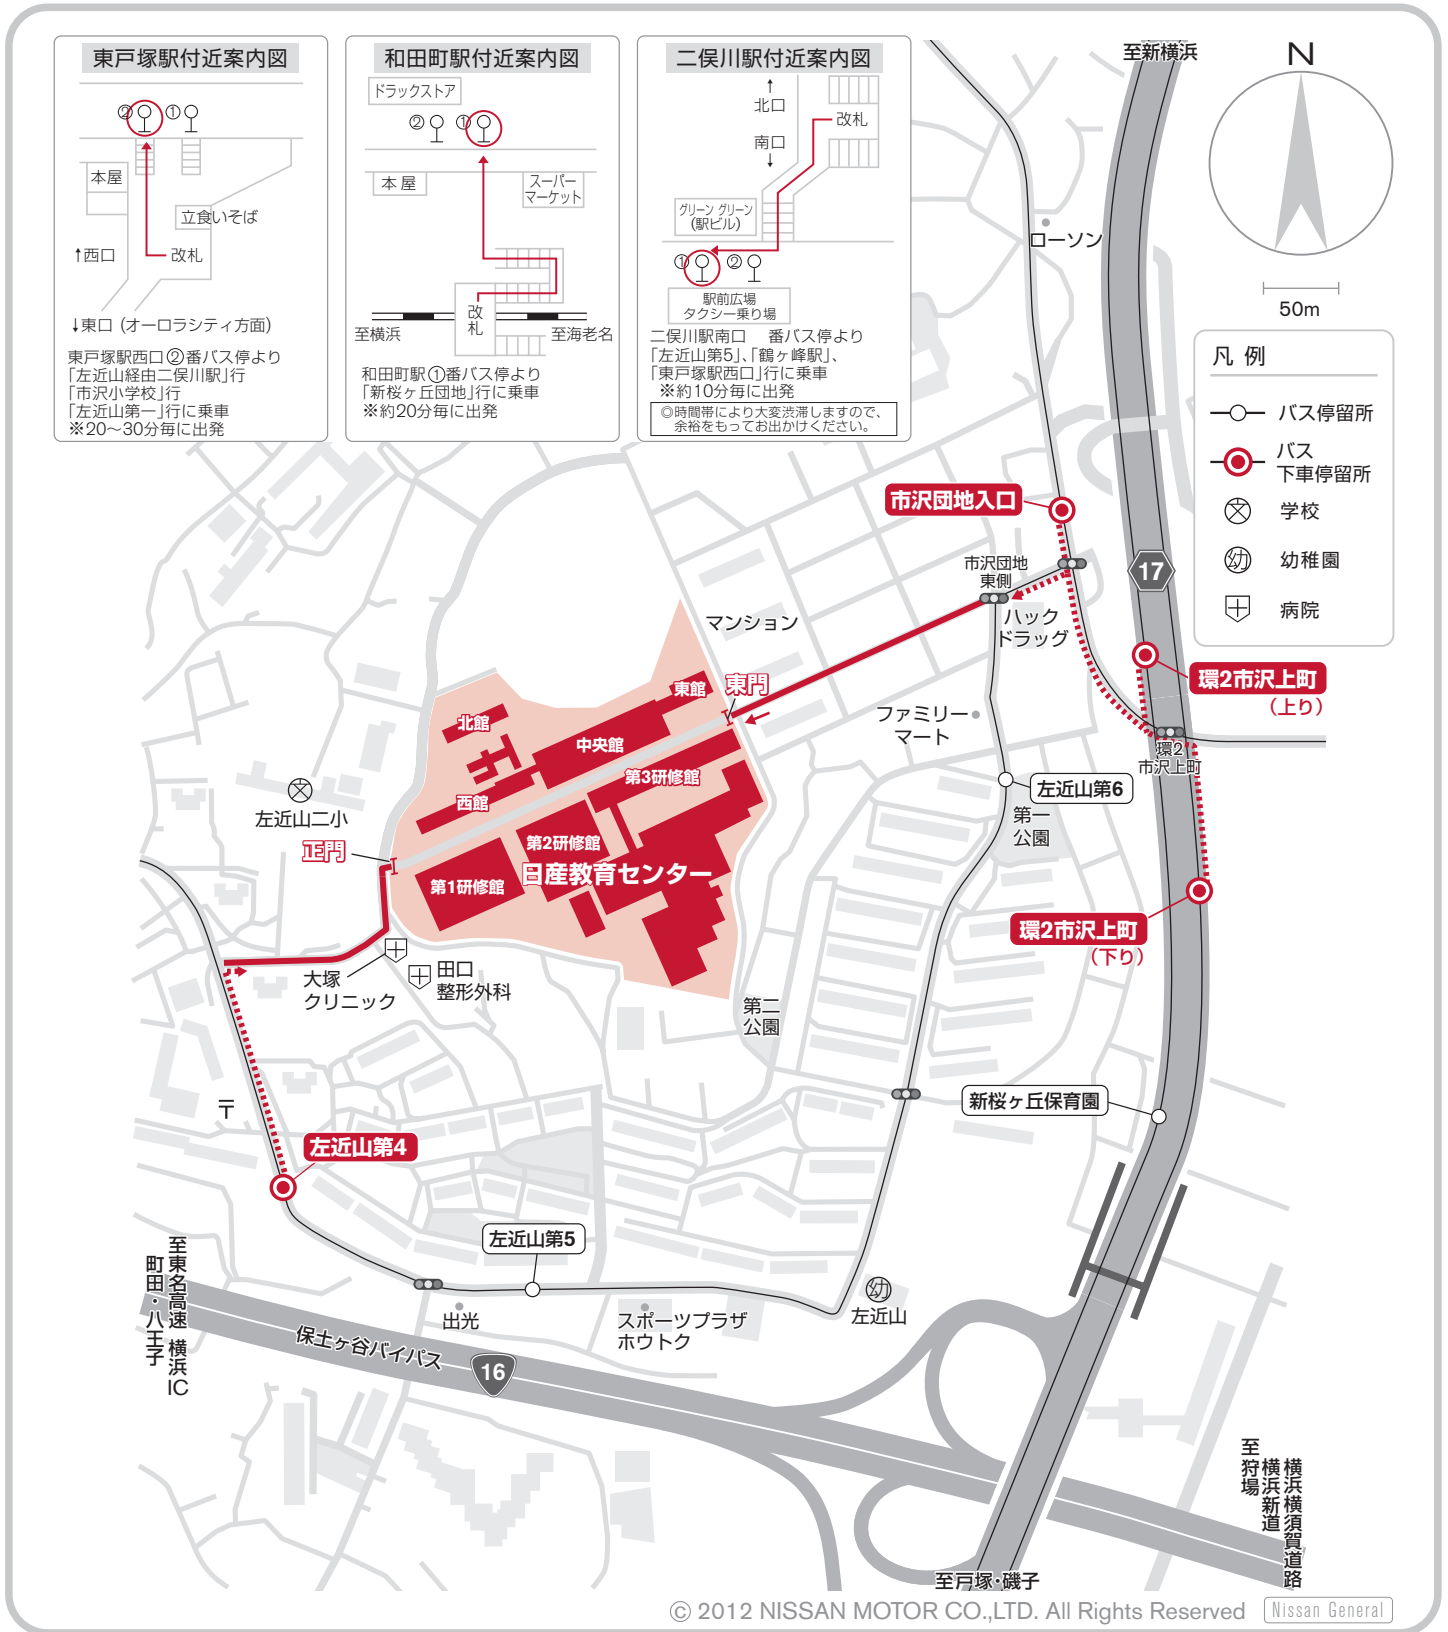 東戸塚駅付近案内図
② ①
本屋
立食いそば
↑西口
改札
↓東口 (オーロラシティ方面)
東戸塚駅西口②番バス停より
「左近山経由二俣川駅」行
「市沢小学校」行
「左近山第一」行に乗車
※20〜30分毎に出発
和田町駅付近案内図
ドラックストア
② ①
本 屋
スーパー
マーケット
改札
至横浜
至海老名
和田町駅①番バス停より
「新桜ヶ丘団地」行に乗車
※約20分毎に出発
二俣川駅付近案内図
↑
北口
改札
南口
↓
グリーン グリーン
(駅ビル)
① ②
駅前広場
タクシー乗り場
二俣川駅南口 番バス停より
「左近山第5」、「鶴ヶ峰駅」、
「東戸塚駅西口」行に乗車
※約10分毎に出発
◎時間帯により大変渋滞しますので、
余裕をもってお出かけください。
至新横浜
N
50m
凡 例
バス停留所
バス
下車停留所
文 学校
幼 幼稚園
病院
ローソン
市沢団地入口
市沢団地
東側
17
ハック
ドラッグ
マンション
環2市沢上町
(上り)
東門
東館
北館
中央館
ファミリー
マート
環2
市沢上町
第3研修館
西館
左近山第6
文
左近山二小
第一
公園
正門
第2研修館
日産教育センター
第1研修館
環2市沢上町
(下り)
大塚
クリニック
田口
整形外科
第二
公園
新桜ヶ丘保育園
〒
左近山第4
左近山第5
幼
左近山
出光
スポーツプラザ
ホウトク
至東名高速 横浜IC
町田・八王子
保土ヶ谷バイパス
16
至狩場
横浜新道
横浜横須賀道路
至戸塚・磯子
© 2012 NISSAN MOTOR CO.,LTD. All Rights Reserved
Nissan General